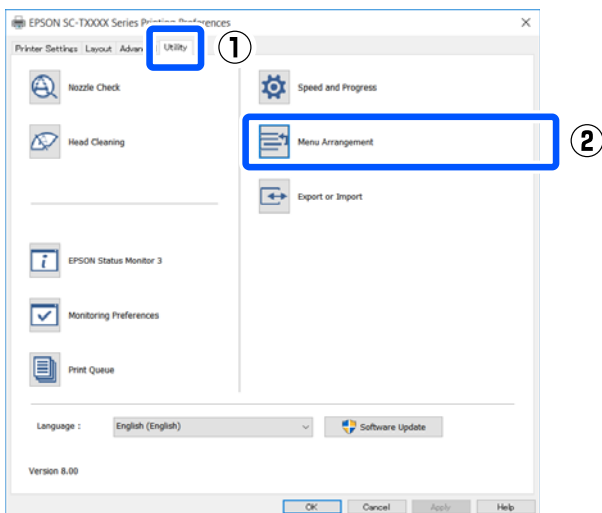 EPSON SC-TXXXX Series Printing Preferences
Printer Settings Layout Advan Utility ①
Nozzle Check
Speed and Progress
Head Cleaning
Menu Arrangement ②
Export or Import
EPSON Status Monitor 3
Monitoring Preferences
Print Queue
Language : English (English) Software Update
Version 8.00
OK Cancel Apply Help